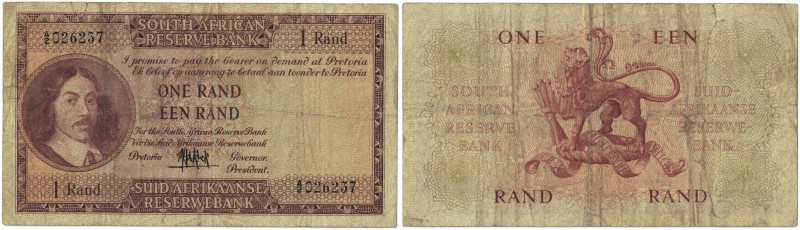 SOUTH AFRICAN
RESERVE BANK
A/2 026237
1 Rand
I promise to pay the bearer on demand at Pretoria
Ek belowe op aanvraag te betaal aan toonder te Pretoria
ONE RAND
EEN RAND
For the South African Reserve Bank
Vir die Suid-Afrikaanse Reserwebank
Pretoria
Governor.
President.
1 Rand
A/2 026237
SUID-AFRIKAANSE
RESERWEBANK
ONE EEN
SOUTH SUID-
AFRICAN AFRIKAANSE
RESERVE RESERWE-
BANK BANK
RAND RAND